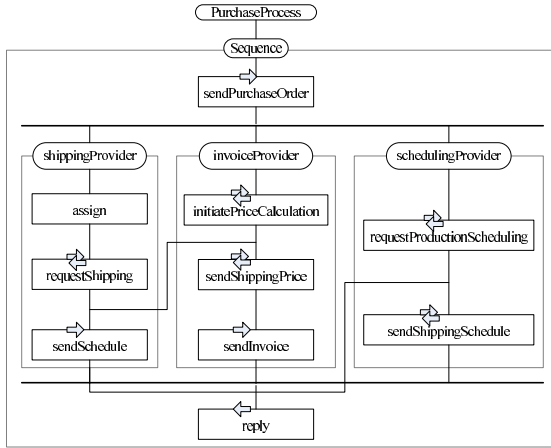 PurchaseProcess
Sequence
sendPurchaseOrder
shippingProvider
invoiceProvider
schedulingProvider
assign
initiatePriceCalculation
requestProductionScheduling
requestShipping
sendShippingPrice
sendShippingSchedule
sendSchedule
sendInvoice
reply